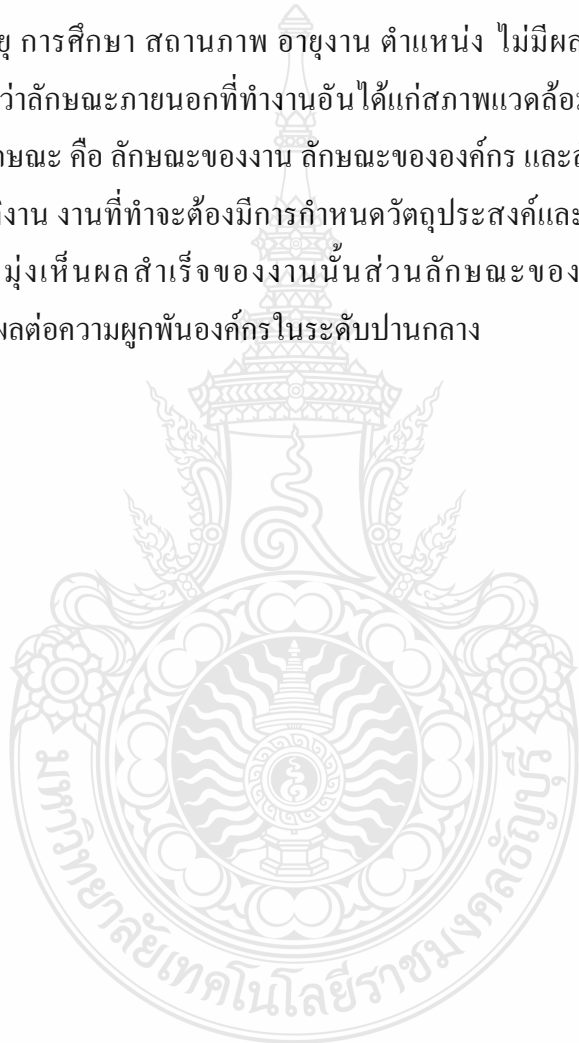 ยุ การศึกษา สถานภาพ อายุงาน ตำแหน่ง ไม่มีผล
ว่าลักษณะภายนอกที่ทำงานอันได้แก่สภาพแวดล้อม
ษณะ คือ ลักษณะของงาน ลักษณะขององค์กร และ
งาน งานที่ทำจะต้องมีการกำหนดวัตถุประสงค์และ
มุ่งเห็นผลสำเร็จของงานนั้นส่วนลักษณะของ
ผลต่อความผูกพันองค์กรในระดับปานกลาง
มหาวิทยาลัยเทคโนโลยีราชมงคลธัญบุรี